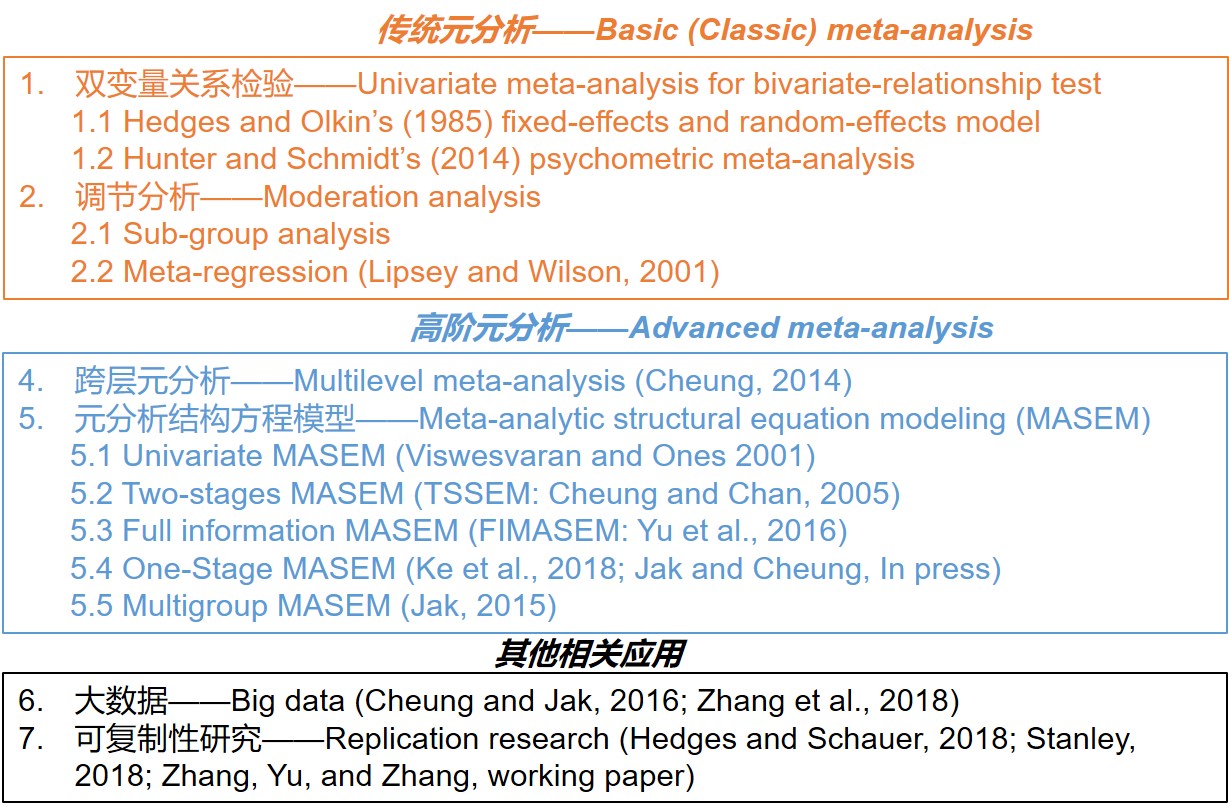 传统元分析——Basic (Classic) meta-analysis
1. 双变量关系检验——Univariate meta-analysis for bivariate-relationship test
1.1 Hedges and Olkin’s (1985) fixed-effects and random-effects model
1.2 Hunter and Schmidt’s (2014) psychometric meta-analysis
2. 调节分析——Moderation analysis
2.1 Sub-group analysis
2.2 Meta-regression (Lipsey and Wilson, 2001)
高阶元分析——Advanced meta-analysis
4. 跨层元分析——Multilevel meta-analysis (Cheung, 2014)
5. 元分析结构方程模型——Meta-analytic structural equation modeling (MASEM)
5.1 Univariate MASEM (Viswesvaran and Ones 2001)
5.2 Two-stages MASEM (TSSEM: Cheung and Chan, 2005)
5.3 Full information MASEM (FIMASEM: Yu et al., 2016)
5.4 One-Stage MASEM (Ke et al., 2018; Jak and Cheung, In press)
5.5 Multigroup MASEM (Jak, 2015)
其他相关应用
6. 大数据——Big data (Cheung and Jak, 2016; Zhang et al., 2018)
7. 可复制性研究——Replication research (Hedges and Schauer, 2018; Stanley,
2018; Zhang, Yu, and Zhang, working paper)